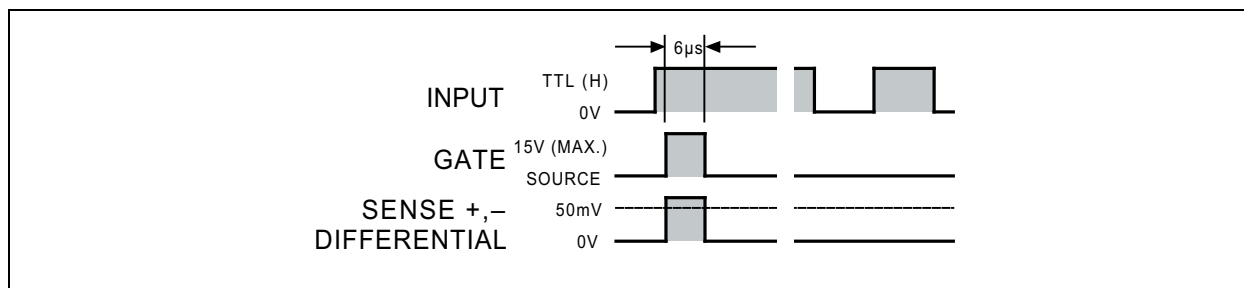 6µs
INPUT
TTL (H)
0V
GATE
15V (MAX.)
SOURCE
SENSE +,–
DIFFERENTIAL
50mV
0V